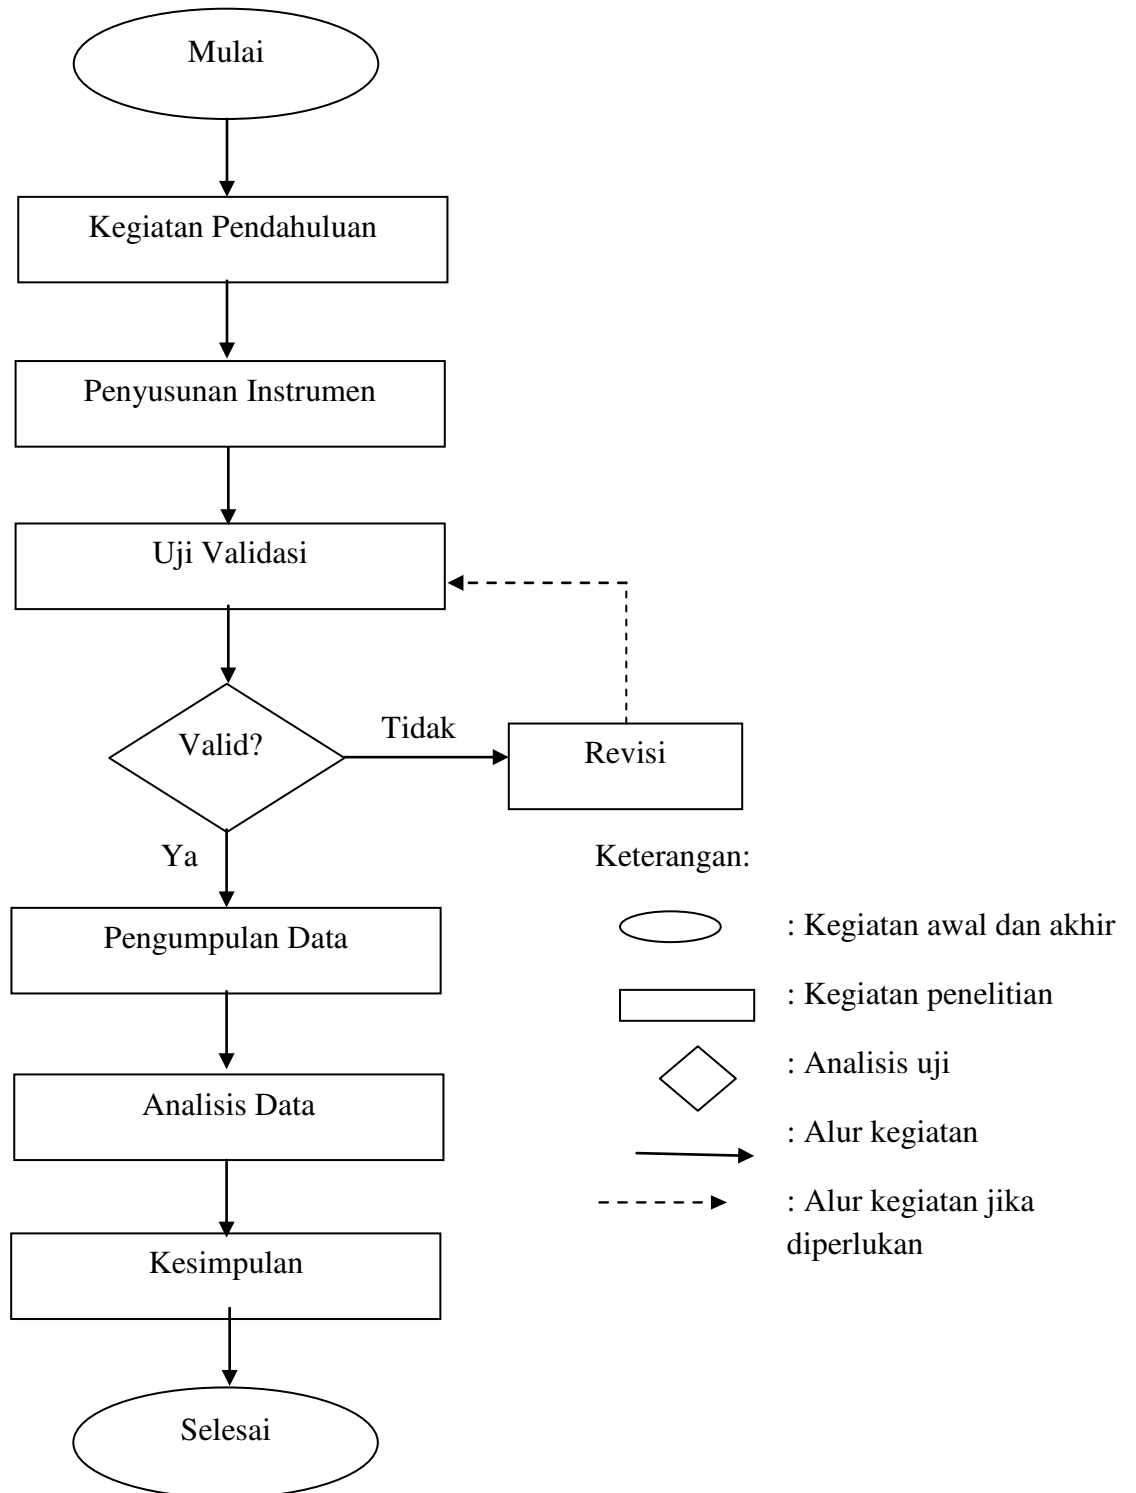 Mulai
Kegiatan Pendahuluan
Penyusunan Instrumen
Uji Validasi
Valid?
Tidak
Revisi
Ya
Pengumpulan Data
Analisis Data
Kesimpulan
Selesai
Keterangan:
: Kegiatan awal dan akhir
: Kegiatan penelitian
: Analisis uji
: Alur kegiatan
: Alur kegiatan jika
diperlukan